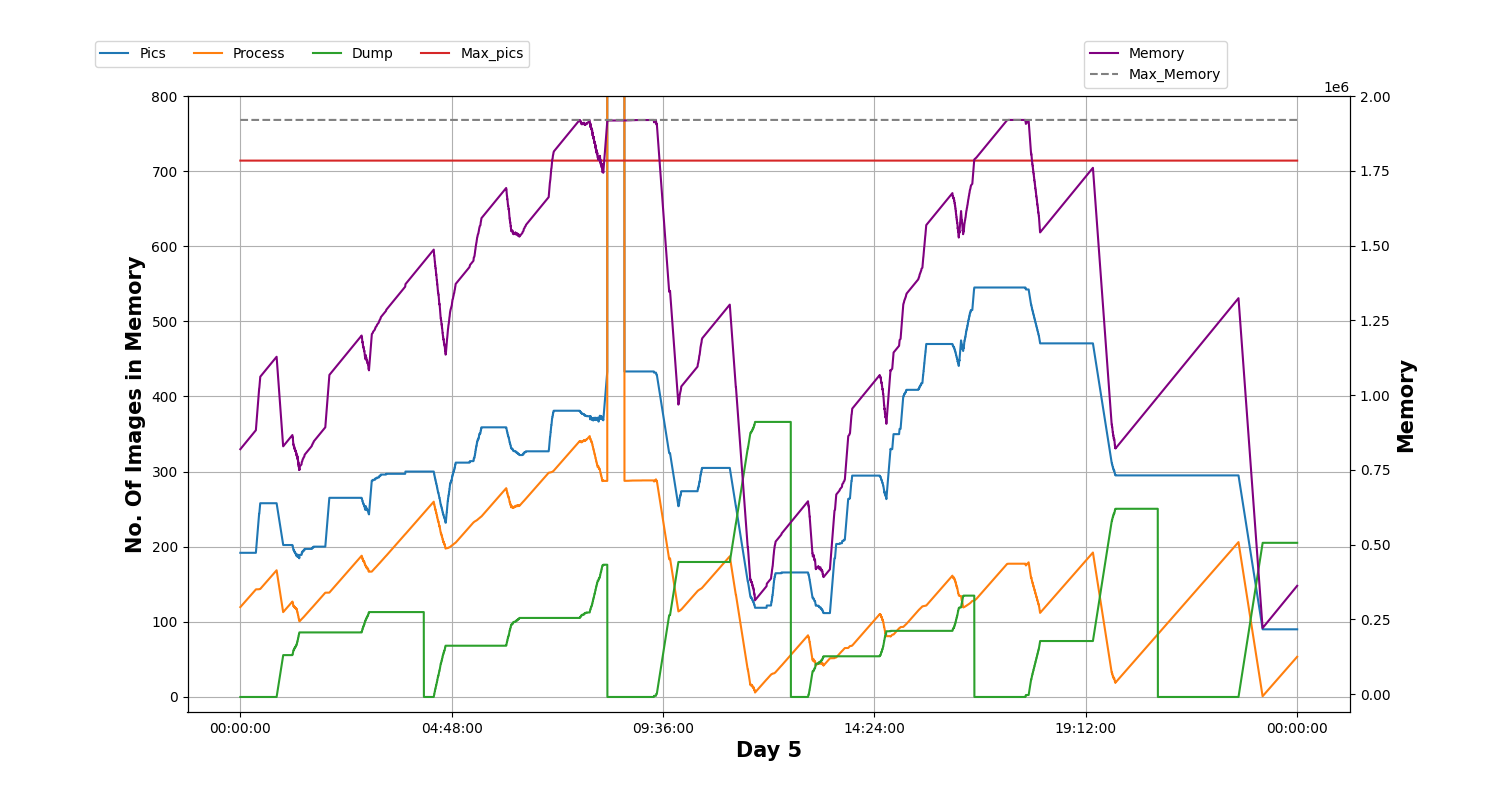 Pics Process Dump Max_pics
Memory
Max_Memory
1e6
800
700
600
500
400
300
200
100
0
No. Of Images in Memory
2.00
1.75
1.50
1.25
1.00
0.75
0.50
0.25
0.00
Memory
00:00:00 04:48:00 09:36:00 14:24:00 19:12:00 00:00:00
Day 5